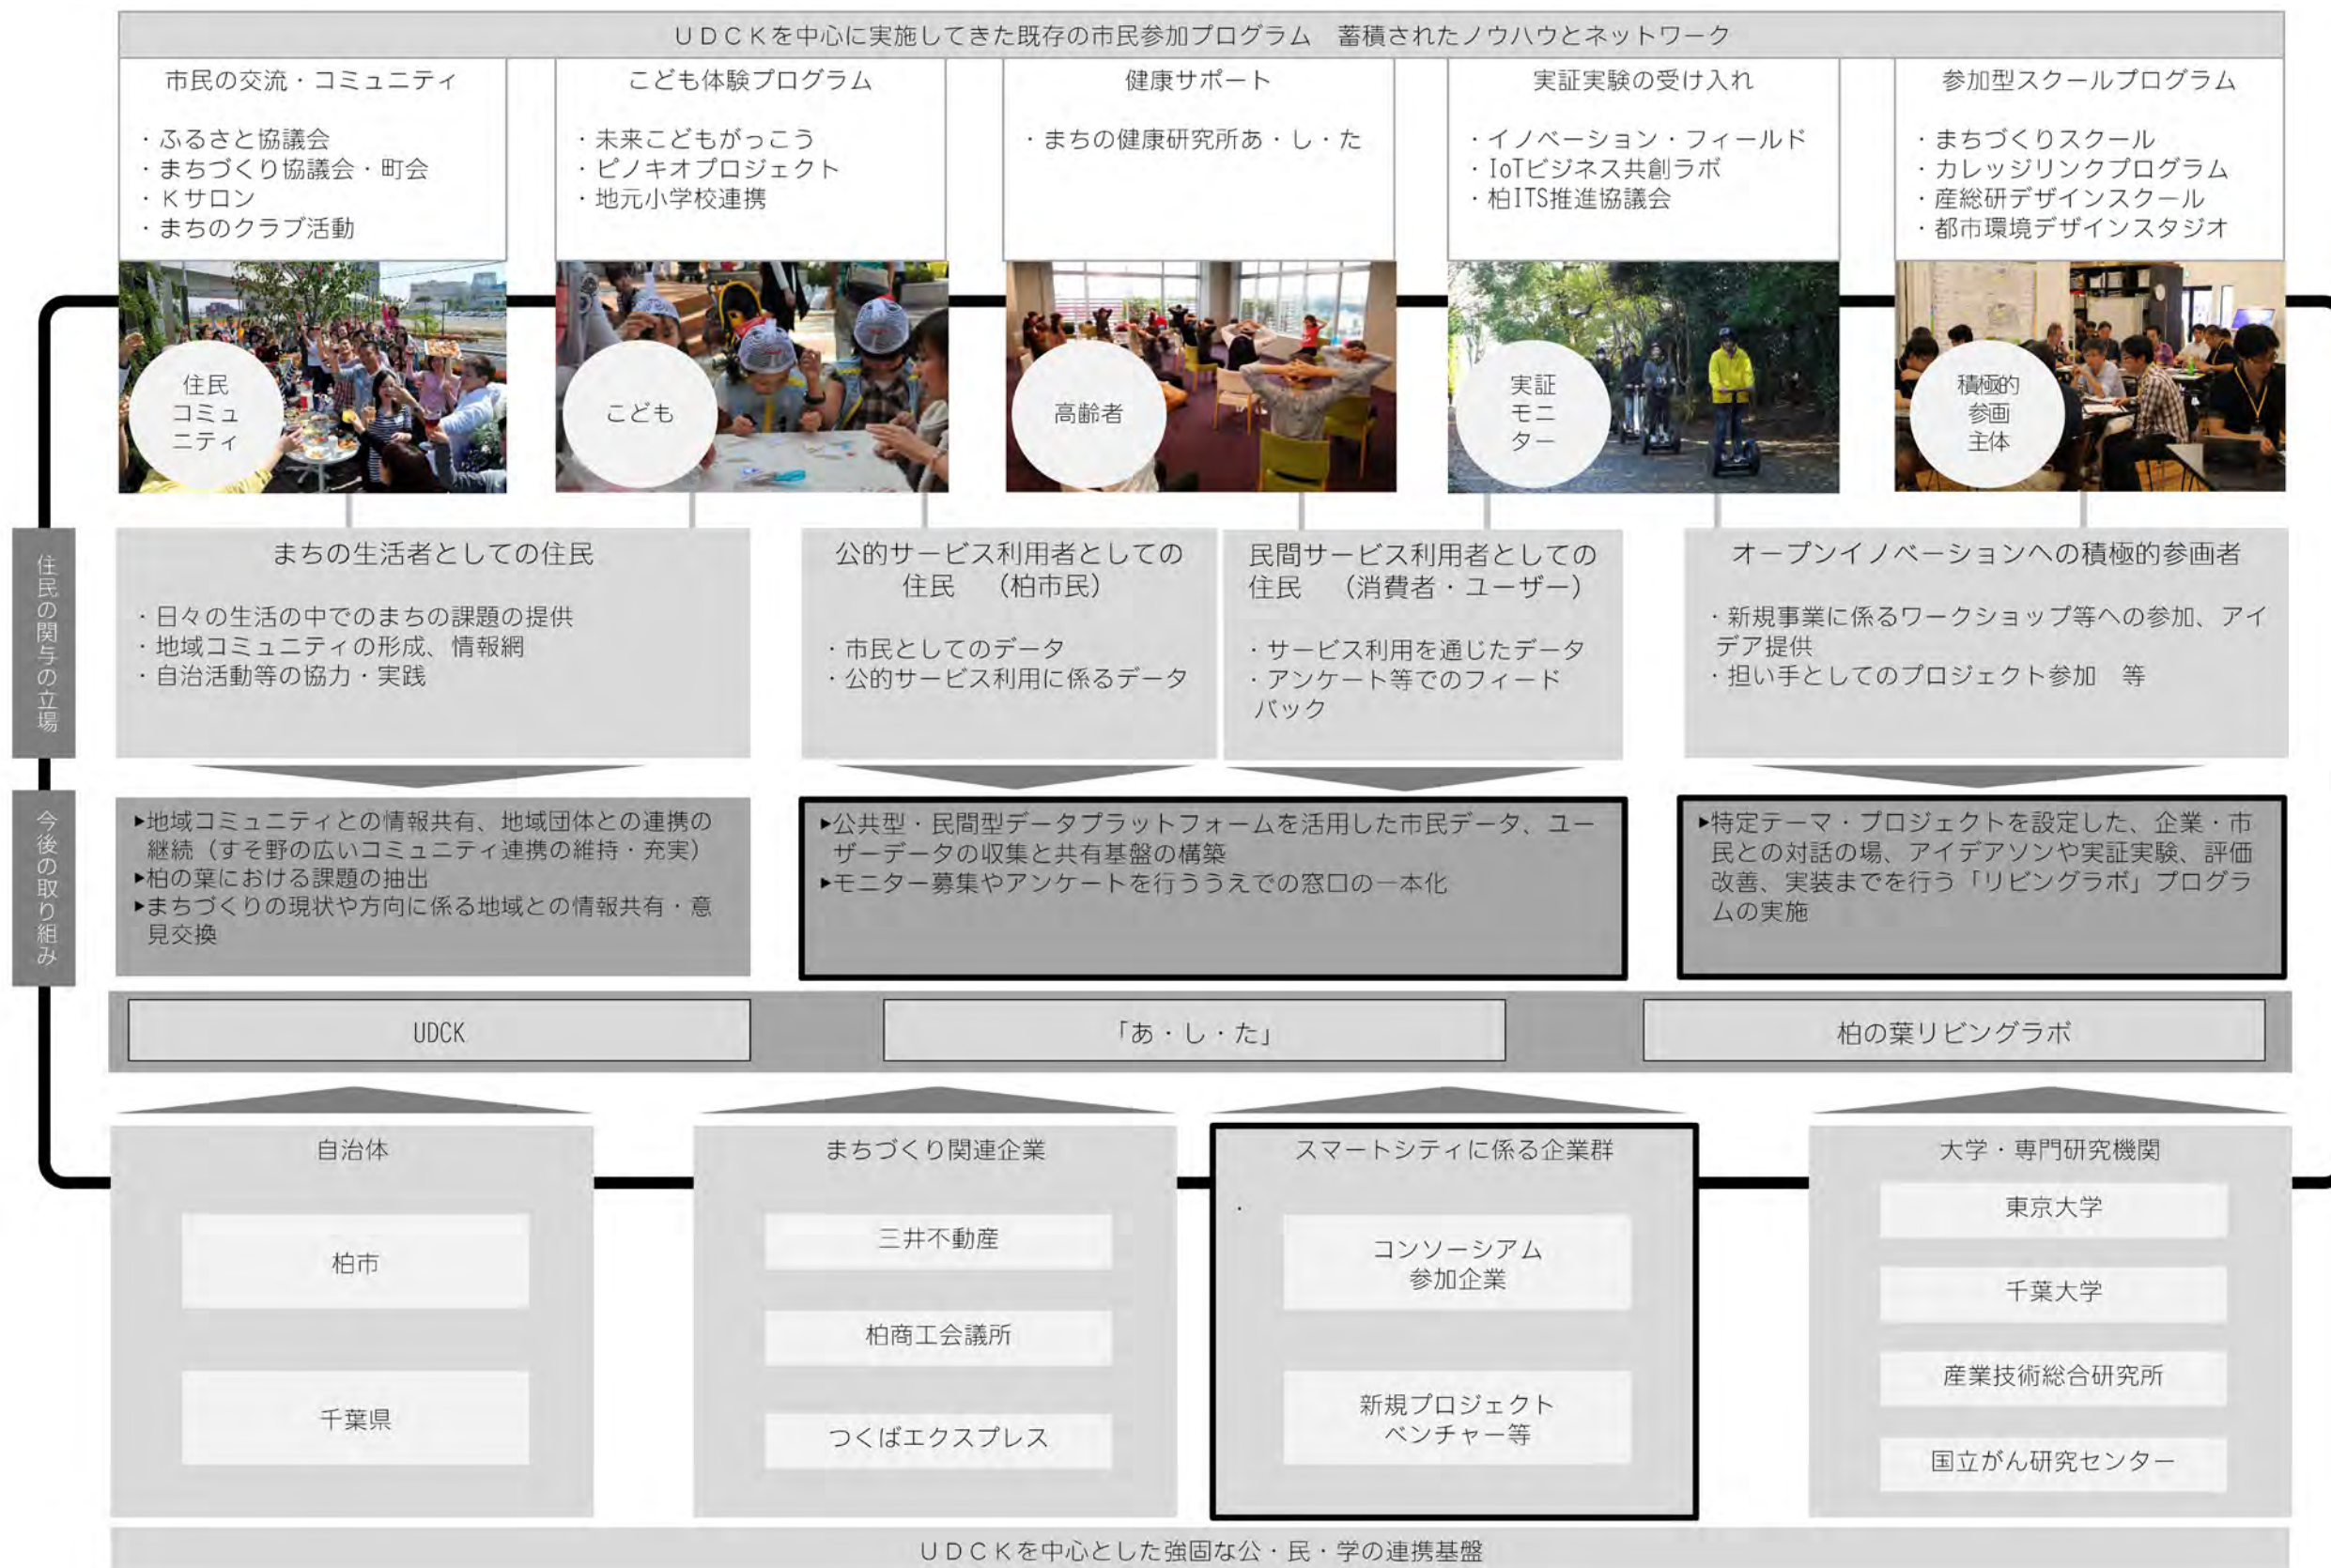 UDCKを中心に実施してきた既存の市民参加プログラム　蓄積されたノウハウとネットワーク
市民の交流・コミュニティ
・ふるさと協議会
・まちづくり協議会・町会
・Kサロン
・まちのクラブ活動
こども体験プログラム
・未来こどもがっこう
・ピノキオプロジェクト
・地元小学校連携
健康サポート
・まちの健康研究所あ・し・た
実証実験の受け入れ
・イノベーション・フィールド
・IoTビジネス共創ラボ
・柏ITS推進協議会
参加型スクールプログラム
・まちづくりスクール
・カレッジリンクプログラム
・産総研デザインスクール
・都市環境デザインスタジオ
住民
コミュ
ニティ
こども
高齢者
実証
モニ
ター
積極的
参画
主体
住民の関与の立場
まちの生活者としての住民
・日々の生活の中でのまちの課題の提供
・地域コミュニティの形成、情報網
・自治活動等の協力・実践
公的サービス利用者としての
住民　（柏市民）
・市民としてのデータ
・公的サービス利用に係るデータ
民間サービス利用者としての
住民　（消費者・ユーザー）
・サービス利用を通じたデータ
・アンケート等でのフィード
バック
オープンイノベーションへの積極的参画者
・新規事業に係るワークショップ等への参加、アイ
デア提供
・担い手としてのプロジェクト参加　等
今後の取り組み
▸地域コミュニティとの情報共有、地域団体との連携の
継続（すそ野の広いコミュニティ連携の維持・充実）
▸柏の葉における課題の抽出
▸まちづくりの現状や方向に係る地域との情報共有・意
見交換
▸公共型・民間型データプラットフォームを活用した市民データ、ユー
ザーデータの収集と共有基盤の構築
▸モニター募集やアンケートを行ううえでの窓口の一本化
▸特定テーマ・プロジェクトを設定した、企業・市
民との対話の場、アイデアソンや実証実験、評価
改善、実装までを行う「リビングラボ」プログラ
ムの実施
UDCK
「あ・し・た」
柏の葉リビングラボ
自治体
柏市
千葉県
まちづくり関連企業
三井不動産
柏商工会議所
つくばエクスプレス
スマートシティに係る企業群
・
コンソーシアム
参加企業
新規プロジェクト
ベンチャー等
大学・専門研究機関
東京大学
千葉大学
産業技術総合研究所
国立がん研究センター
UDCKを中心とした強固な公・民・学の連携基盤